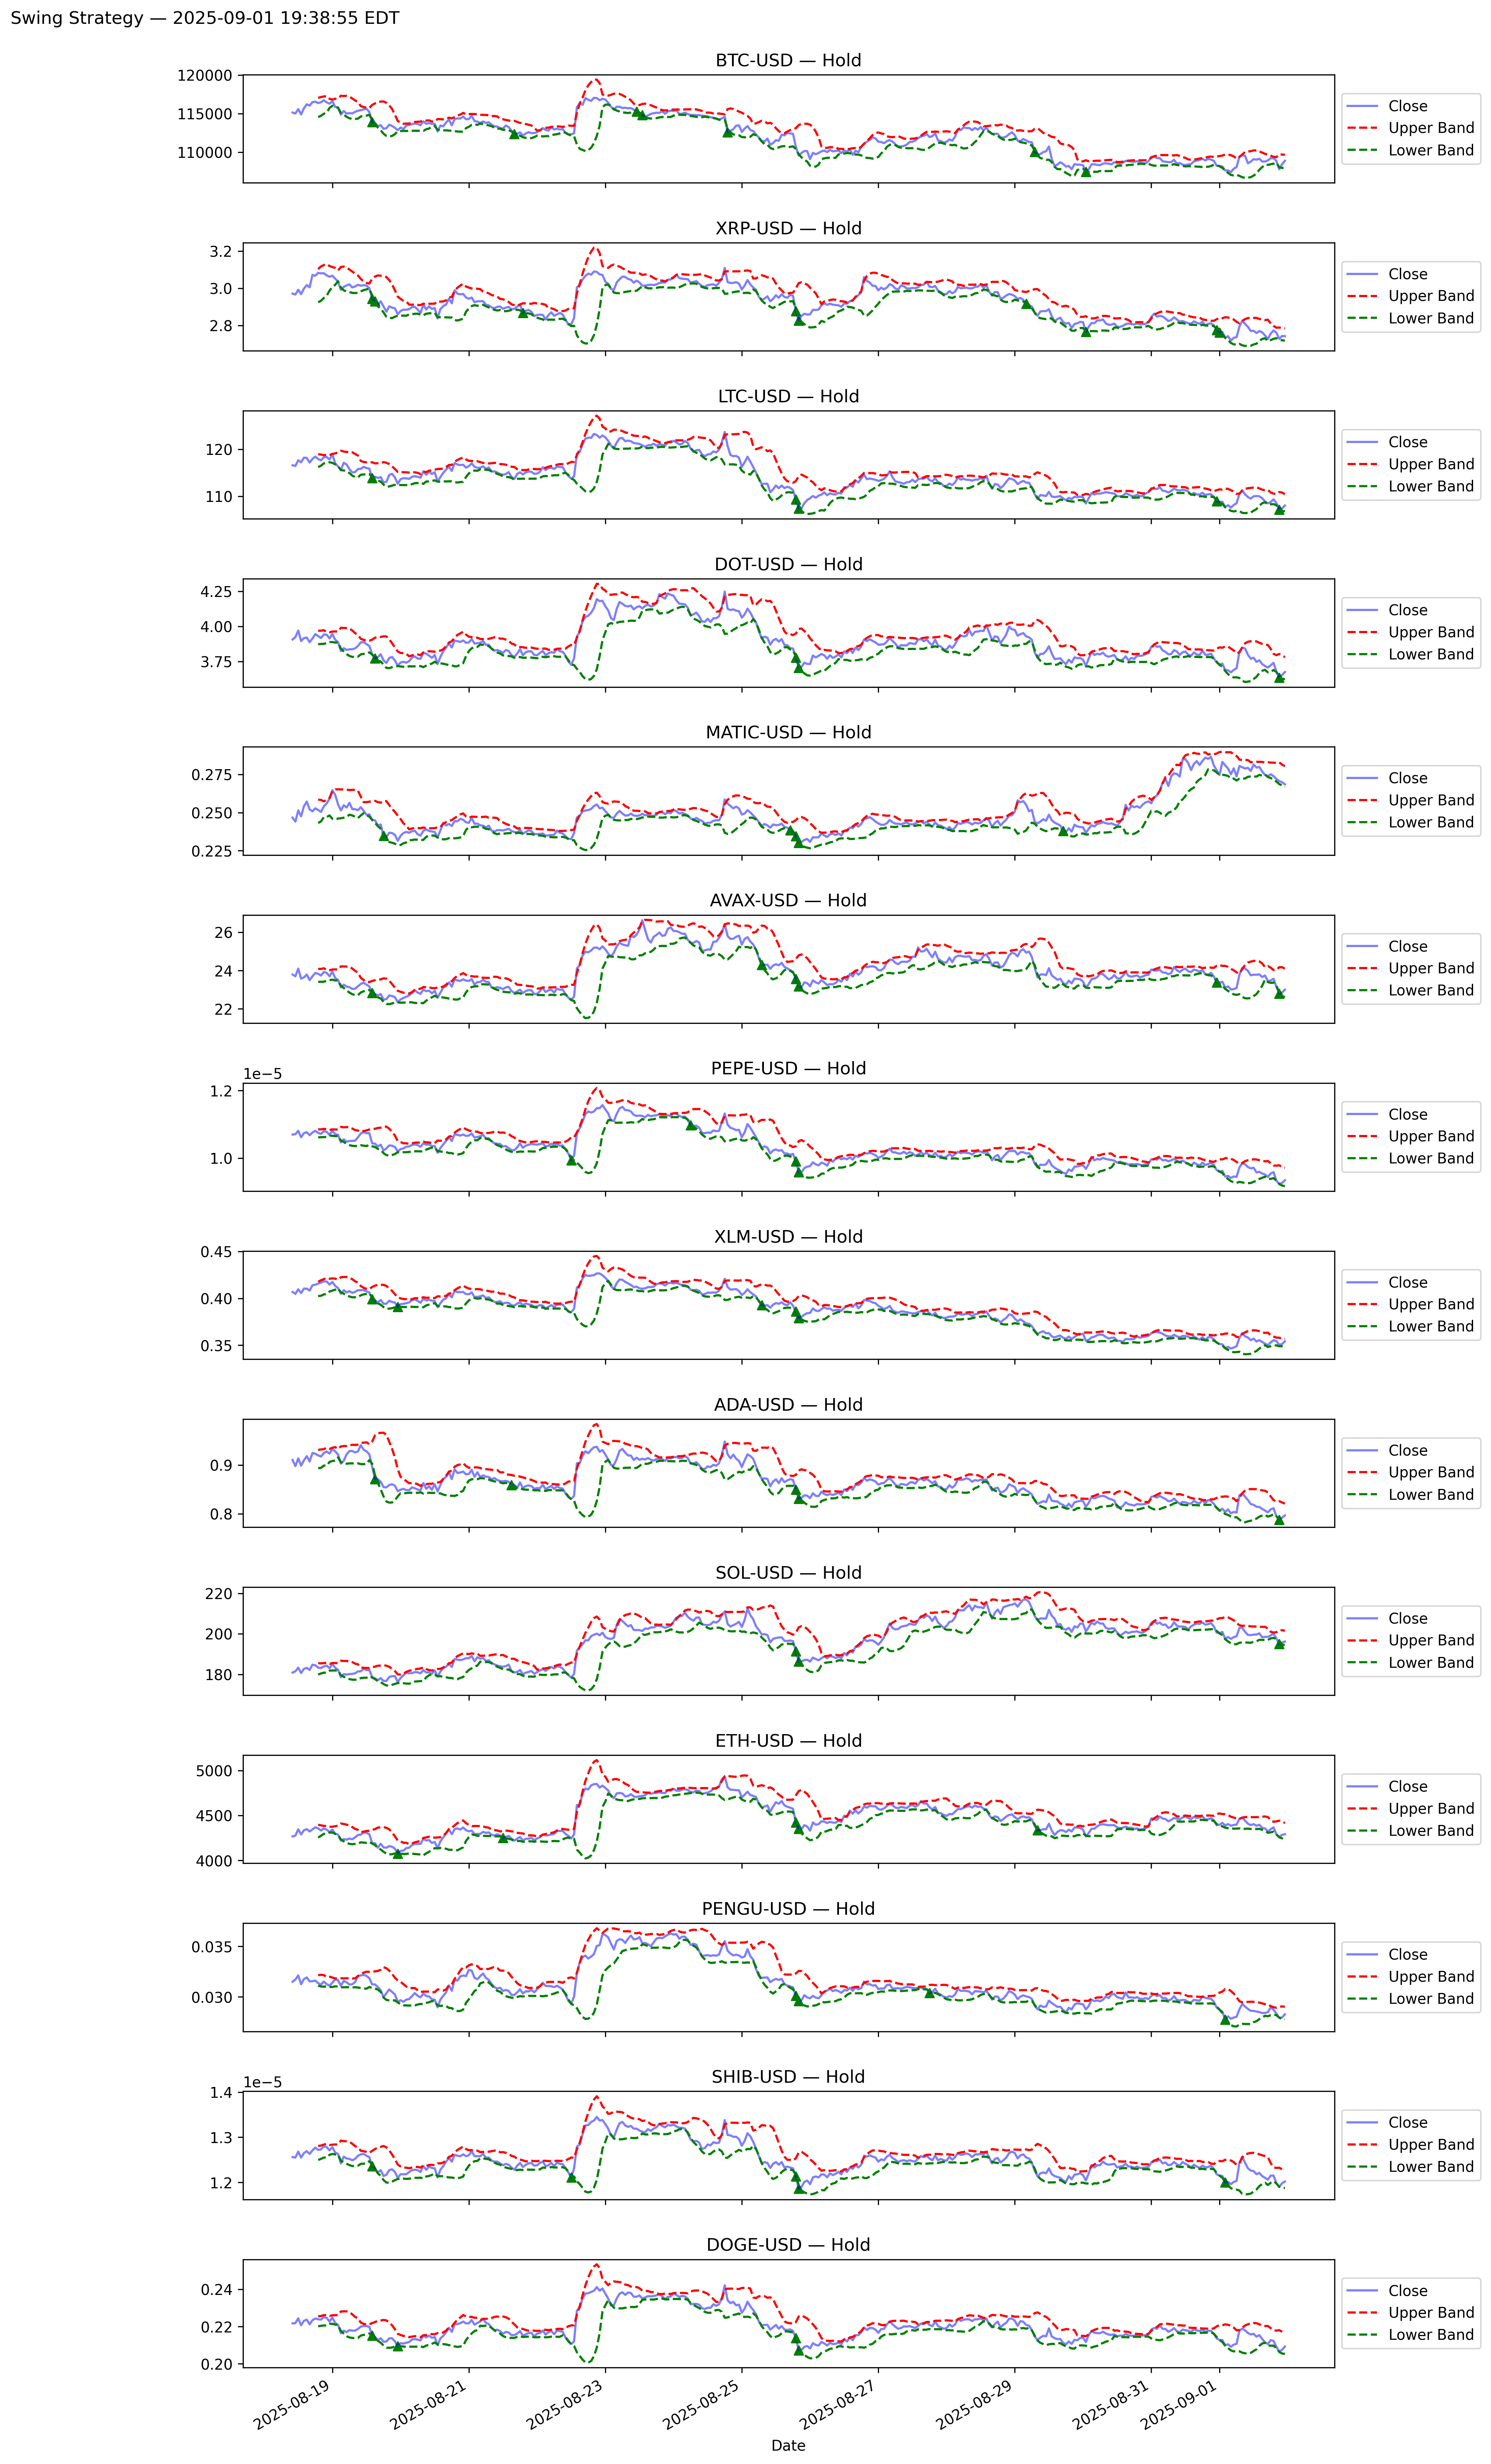 Swing Strategy — 2025-09-01 19:38:55 EDT
BTC-USD — Hold
120000
115000
110000
Close
Upper Band
Lower Band
XRP-USD — Hold
3.2
3.0
2.8
Close
Upper Band
Lower Band
LTC-USD — Hold
120
110
Close
Upper Band
Lower Band
DOT-USD — Hold
4.25
4.00
3.75
Close
Upper Band
Lower Band
MATIC-USD — Hold
0.275
0.250
0.225
Close
Upper Band
Lower Band
AVAX-USD — Hold
26
24
22
Close
Upper Band
Lower Band
PEPE-USD — Hold
1e−5
1.2
1.0
Close
Upper Band
Lower Band
XLM-USD — Hold
0.45
0.40
0.35
Close
Upper Band
Lower Band
ADA-USD — Hold
0.9
0.8
Close
Upper Band
Lower Band
SOL-USD — Hold
220
200
180
Close
Upper Band
Lower Band
ETH-USD — Hold
5000
4500
4000
Close
Upper Band
Lower Band
PENGU-USD — Hold
0.035
0.030
Close
Upper Band
Lower Band
SHIB-USD — Hold
1e−5
1.4
1.3
1.2
Close
Upper Band
Lower Band
DOGE-USD — Hold
0.24
0.22
0.20
Close
Upper Band
Lower Band
2025-08-19
2025-08-21
2025-08-23
2025-08-25
2025-08-27
2025-08-29
2025-08-31
2025-09-01
Date